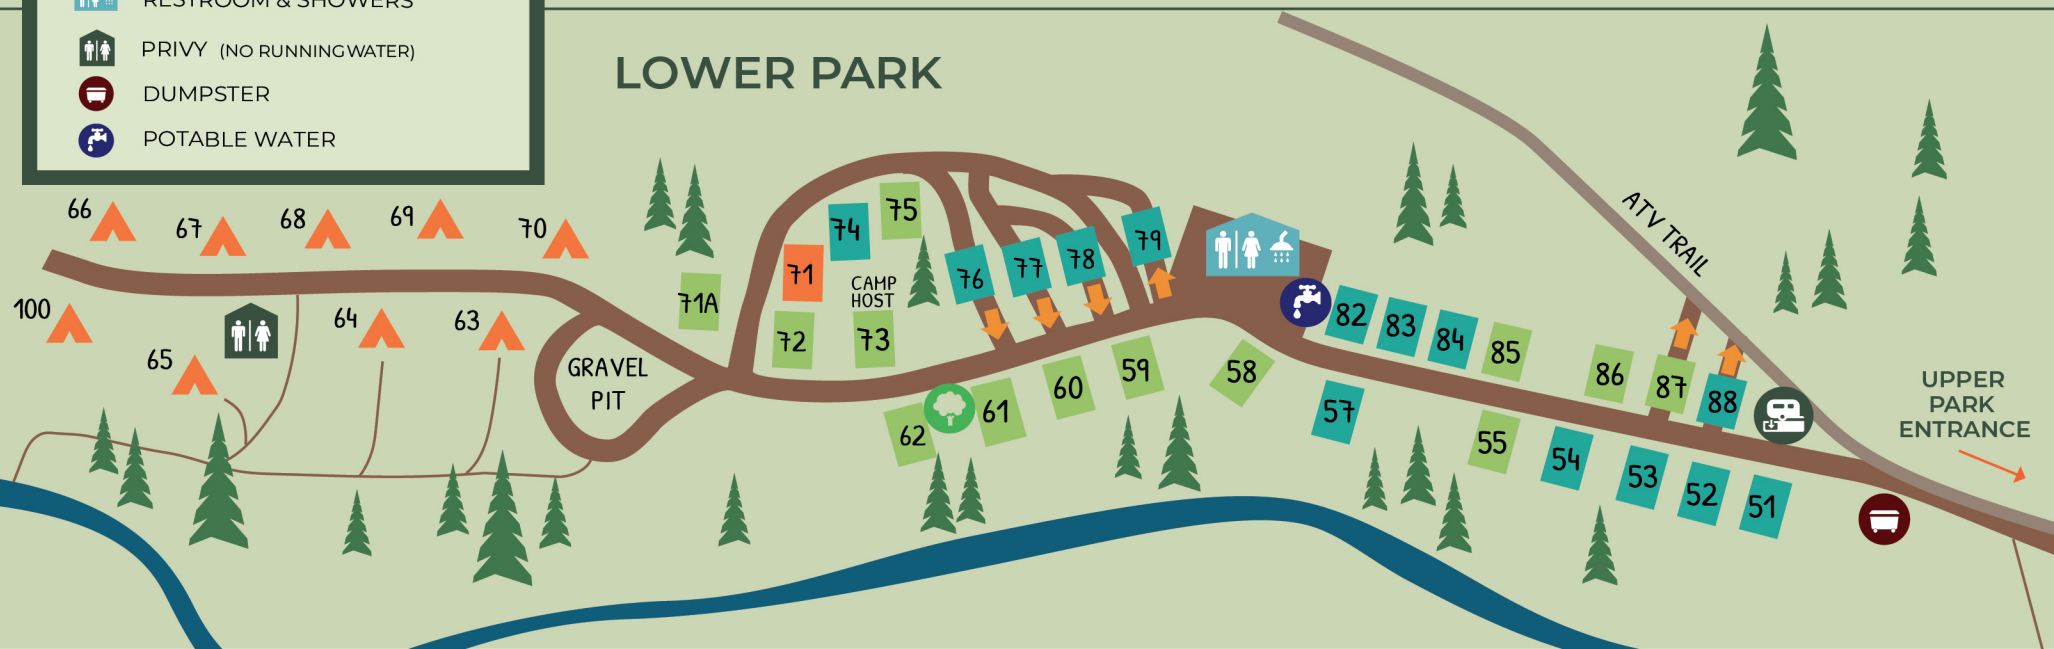 RESTROOM & SHOWERS
PRIVY (NO RUNNING WATER)
DUMPSTER
POTABLE WATER
LOWER PARK
66
67
68
69
70
100
65
64
63
GRAVEL
PIT
71A
71
72
74
75
CAMP
HOST
73
76
77
78
79
62
61
60
59
58
57
82
83
84
85
86
87
88
55
54
53
52
51
ATV TRAIL
UPPER
PARK
ENTRANCE